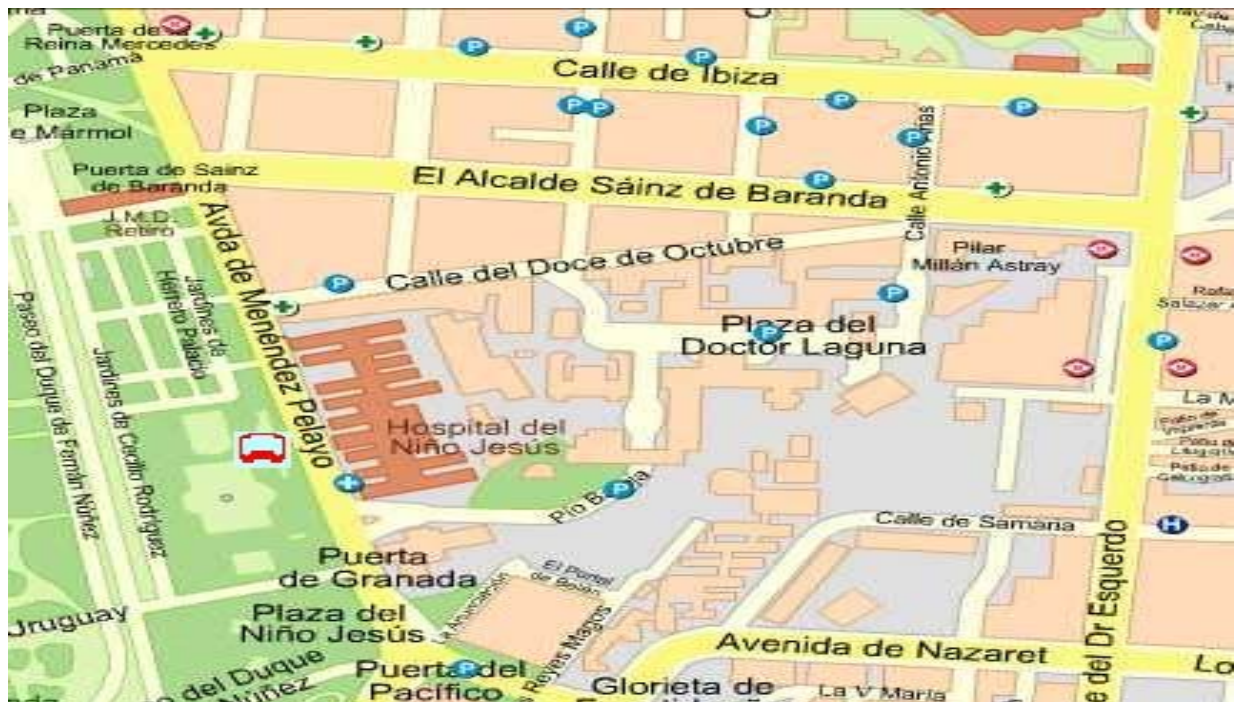 Puerta de la
Reina Mercedes
de Panamá
Plaza
e Mármol
Calle de Ibiza
Puerta de Sainz
de Baranda
El Alcalde Sáinz de Baranda
Calle Antonio Arias
J.M.D.
Retiro
Avda de Menéndez Pelayo
Calle del Doce de Octubre
Pilar
Millán Astray
Salazar A
Jardines de
Herrero Palacio
Paseo del Duque de Fernán Núñez
Jardines de Cecilio Rodríguez
P
Plaza del
Doctor Laguna
La M
Hospital del
Niño Jesús
Pío Baroja
Calle de Samaria
H
Puerta
de Granada
El Portal
de Belén
La Anunciación
Uruguay
Plaza del
Niño Jesús
s Reyes Magos
Avenida de Nazaret
e del Dr Esquerdo
Lo
o del Duque
Núñez
Puerta del
Pacífico
Glorieta de
La V María